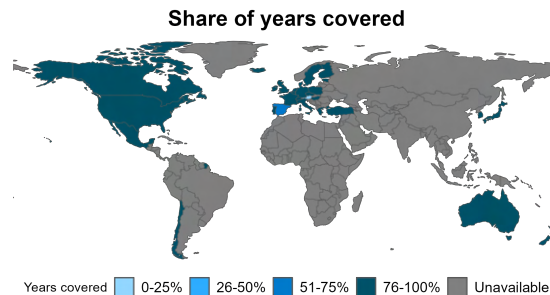 Share of years covered
Years covered 0-25% 26-50% 51-75% 76-100% Unavailable